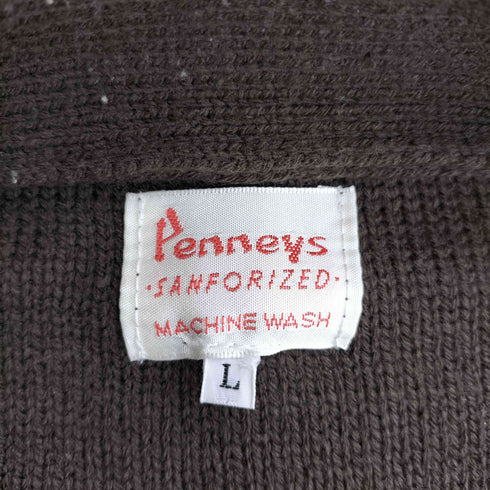 Penneys
·SANFORIZED·
MACHINE WASH
L